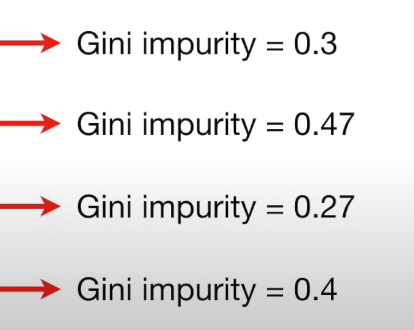 Gini impurity = 0.3
Gini impurity = 0.47
Gini impurity = 0.27
Gini impurity = 0.4